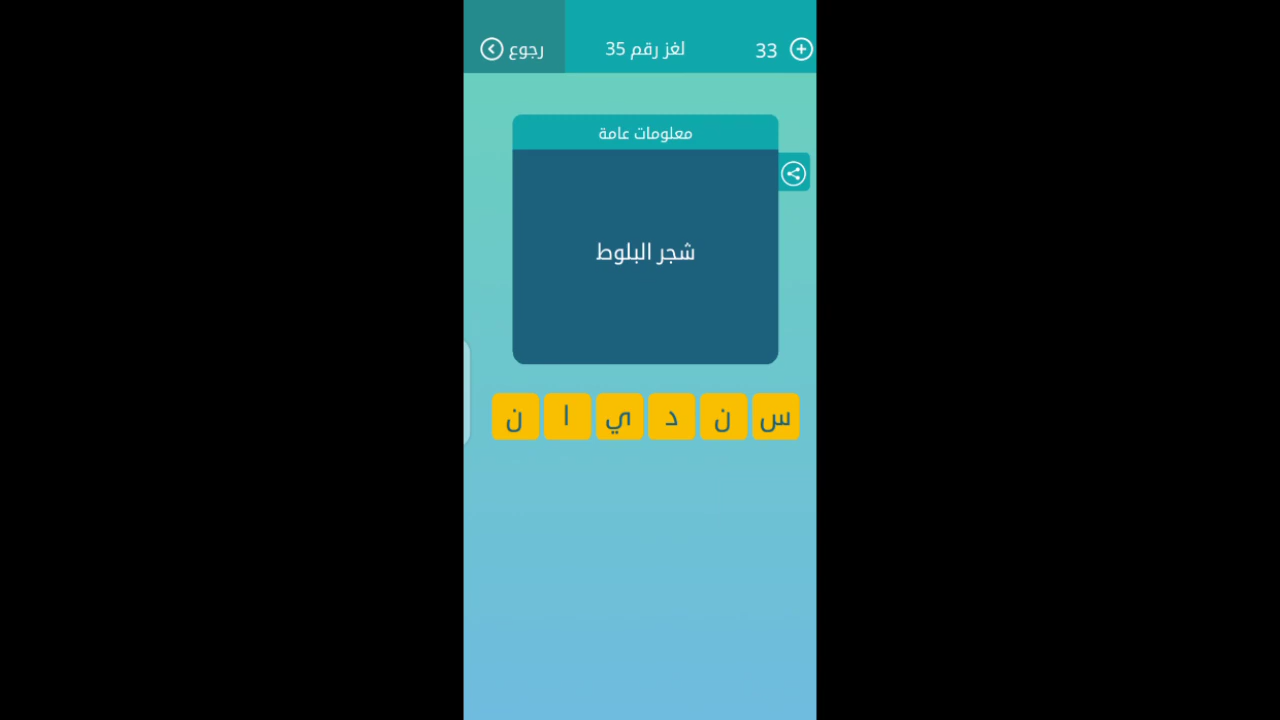 33 لغز رقم 35 رجوع
معلومات عامة
شجر البلوط
س ن د ي ا ن